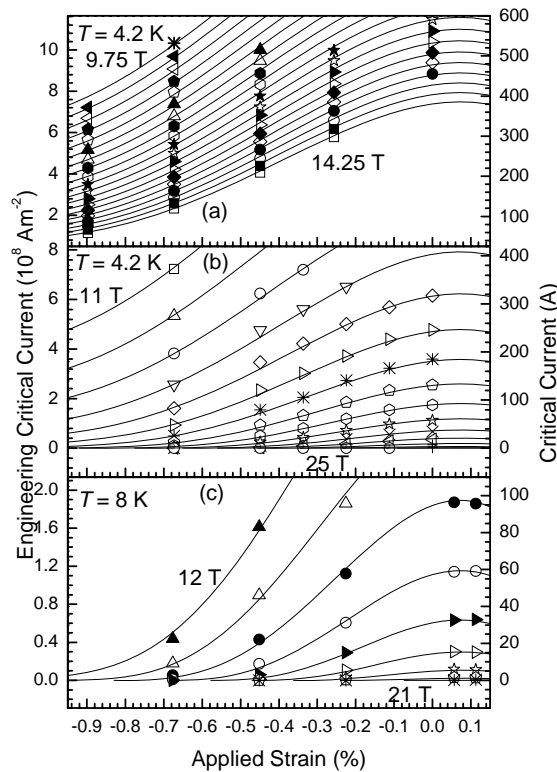 600
10
T = 4.2 K
9.75 T
500
8
400
6
300
4
14.25 T
200
2
(a)
100
8
T = 4.2 K
(b)
400
11 T
6
300
4
200
2
100
0
25 T
0
2.0
T = 8 K
(c)
100
1.6
80
1.2
12 T
60
0.8
40
0.4
20
0.0
21 T
0
-0.9 -0.8 -0.7 -0.6 -0.5 -0.4 -0.3 -0.2 -0.1 0.0 0.1
Applied Strain (%)
Engineering Critical Current (10⁸ Am⁻²)
Critical Current (A)